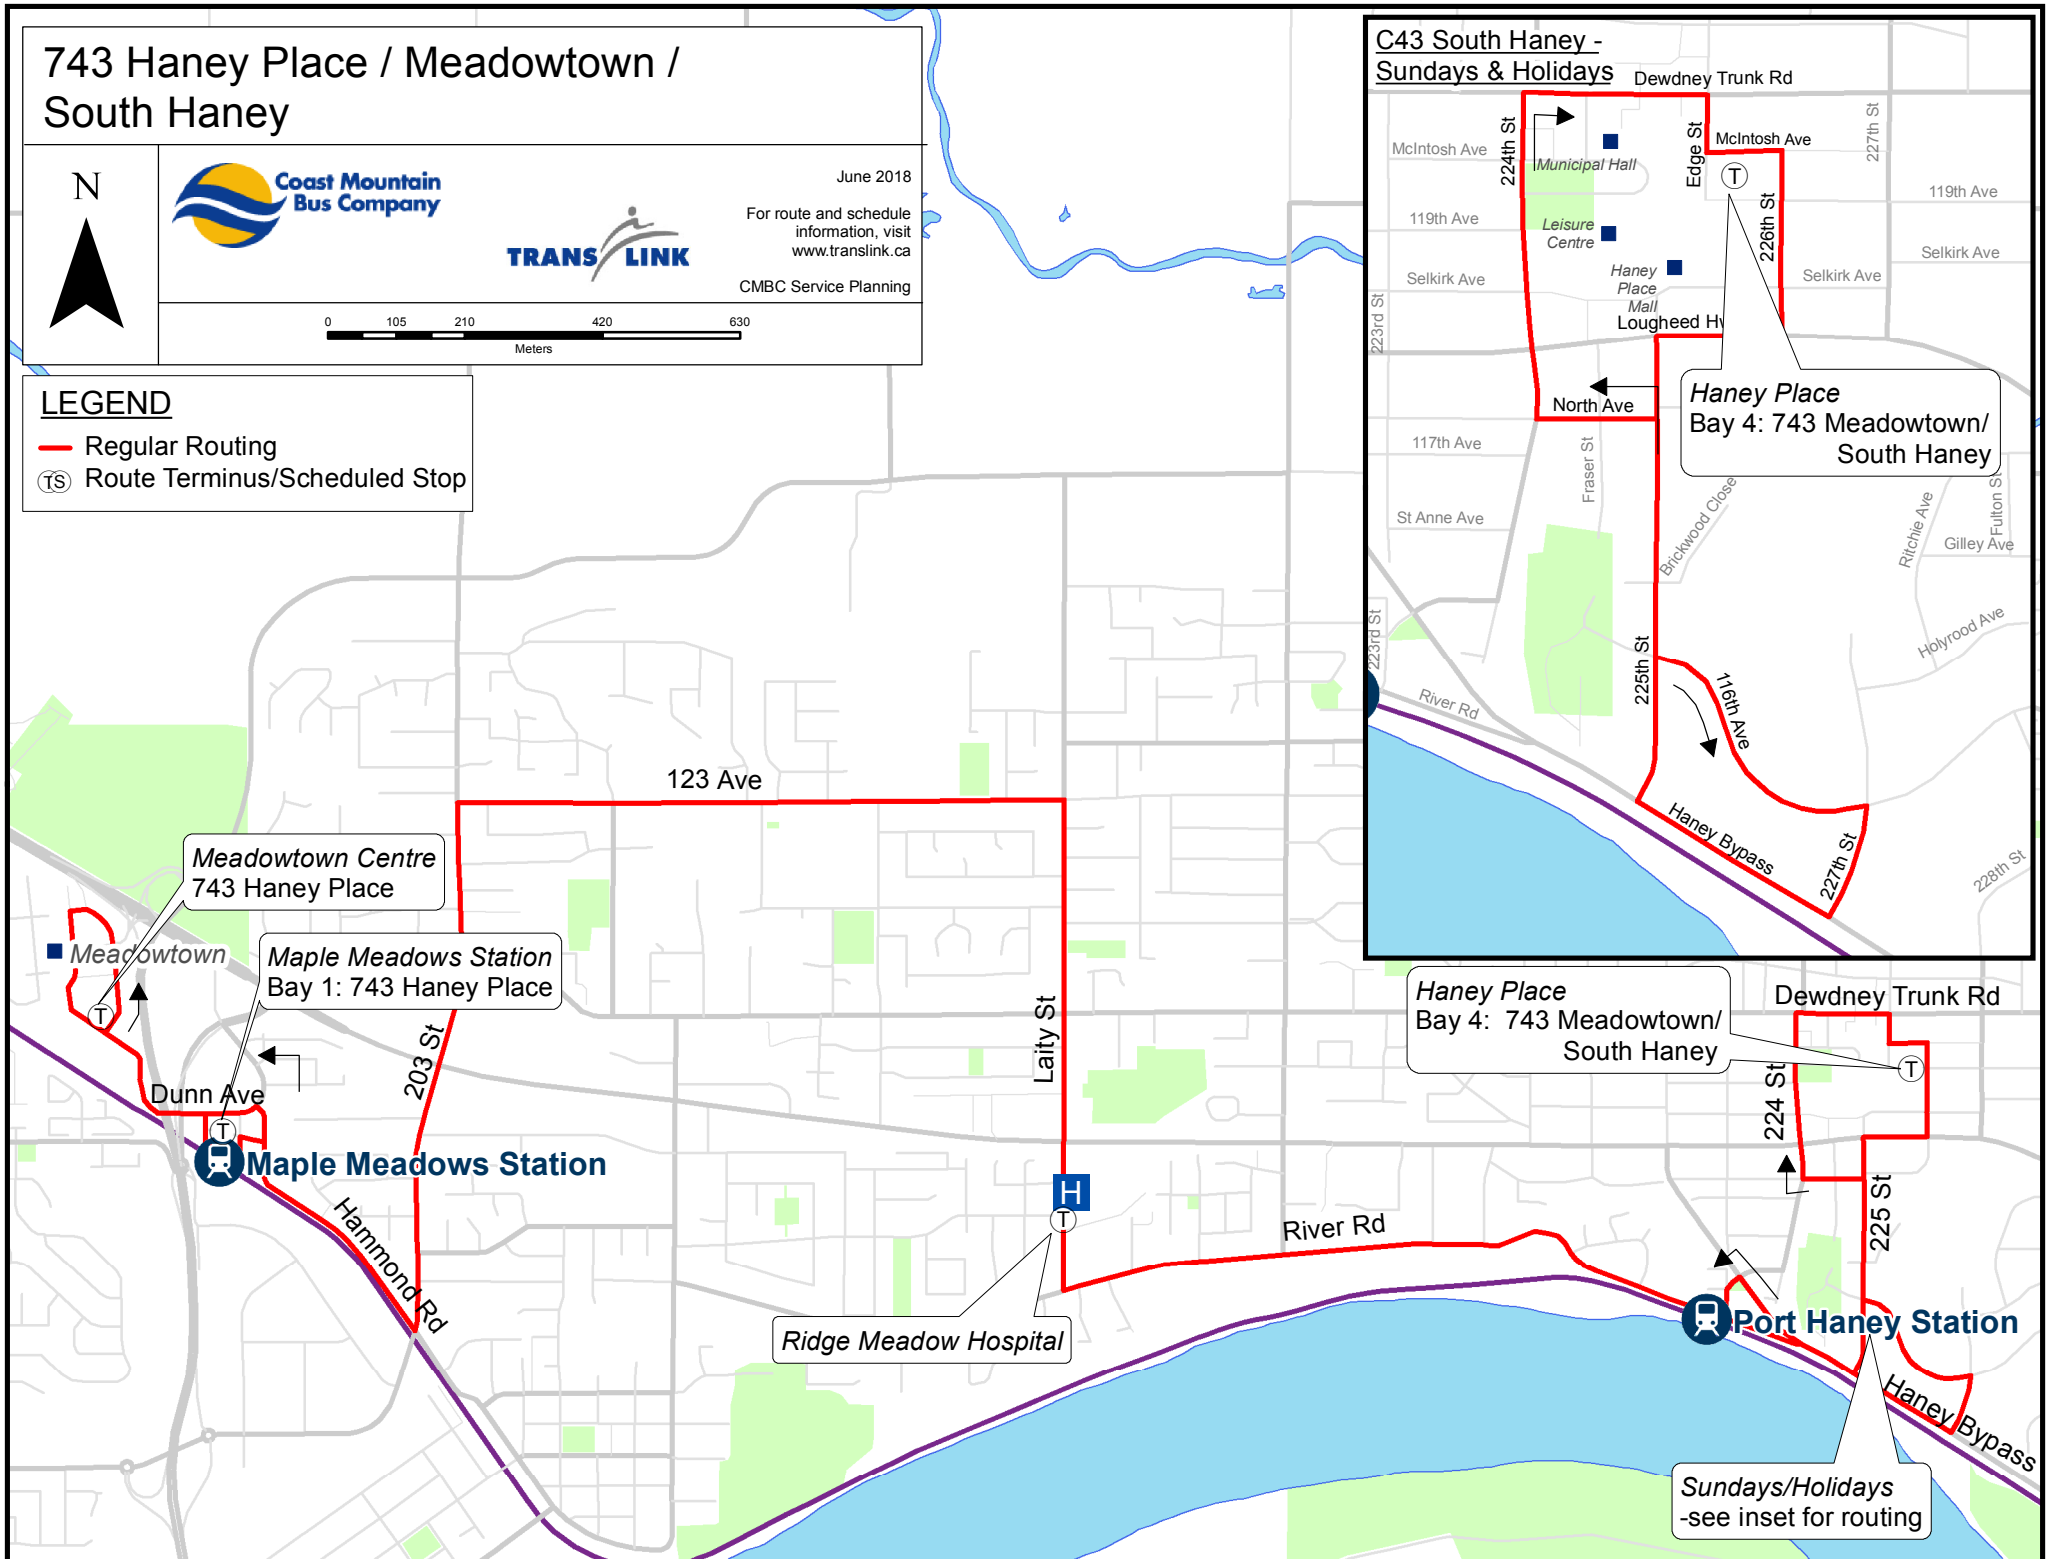 743 Haney Place / Meadowtown /
South Haney
N
Coast Mountain
Bus Company
TRANS LINK
June 2018
For route and schedule
information, visit
www.translink.ca
CMBC Service Planning
0 105 210 420 630
Meters
LEGEND
Regular Routing
TS Route Terminus/Scheduled Stop
C43 South Haney -
Sundays & Holidays
Dewdney Trunk Rd
224th St
McIntosh Ave
Municipal Hall
Edge St
McIntosh Ave
227th St
T
119th Ave
119th Ave
226th St
Leisure
Centre
Selkirk Ave
Selkirk Ave
Selkirk Ave
Haney
Place
Mall
223rd St
Lougheed
North Ave
Haney Place
Bay 4: 743 Meadowtown/
South Haney
117th Ave
Fraser St
St Anne Ave
Brickwood Close
Ritchie Ave
Fulton St
Gilley Ave
Holyrood Ave
223rd St
225th St
116th Ave
River Rd
Haney Bypass
227th St
228th St
123 Ave
Meadowtown Centre
743 Haney Place
Meadowtown
T
Maple Meadows Station
Bay 1: 743 Haney Place
203 St
Laity St
Dunn Ave
T
Maple Meadows Station
Hammond Rd
H
T
Ridge Meadow Hospital
River Rd
Haney Place
Bay 4: 743 Meadowtown/
South Haney
Dewdney Trunk Rd
T
224 St
225 St
Port Haney Station
Haney Bypass
Sundays/Holidays
-see inset for routing